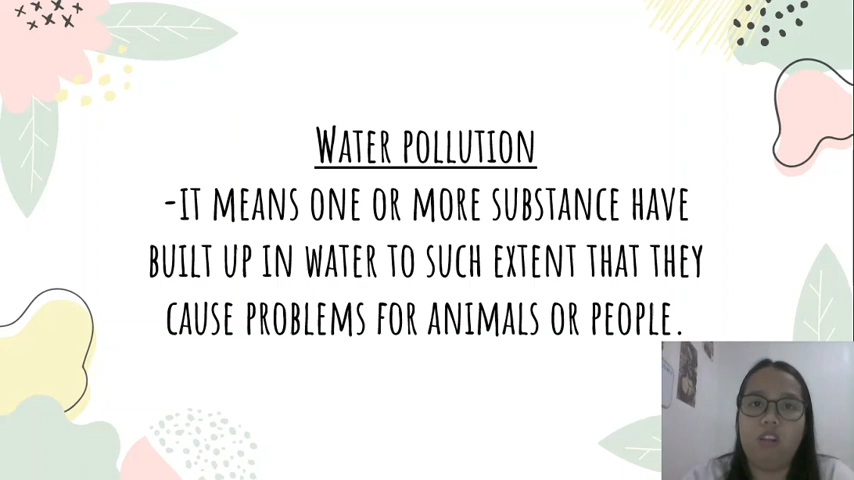 Water pollution
-it means one or more substance have
built up in water to such extent that they
cause problems for animals or people.